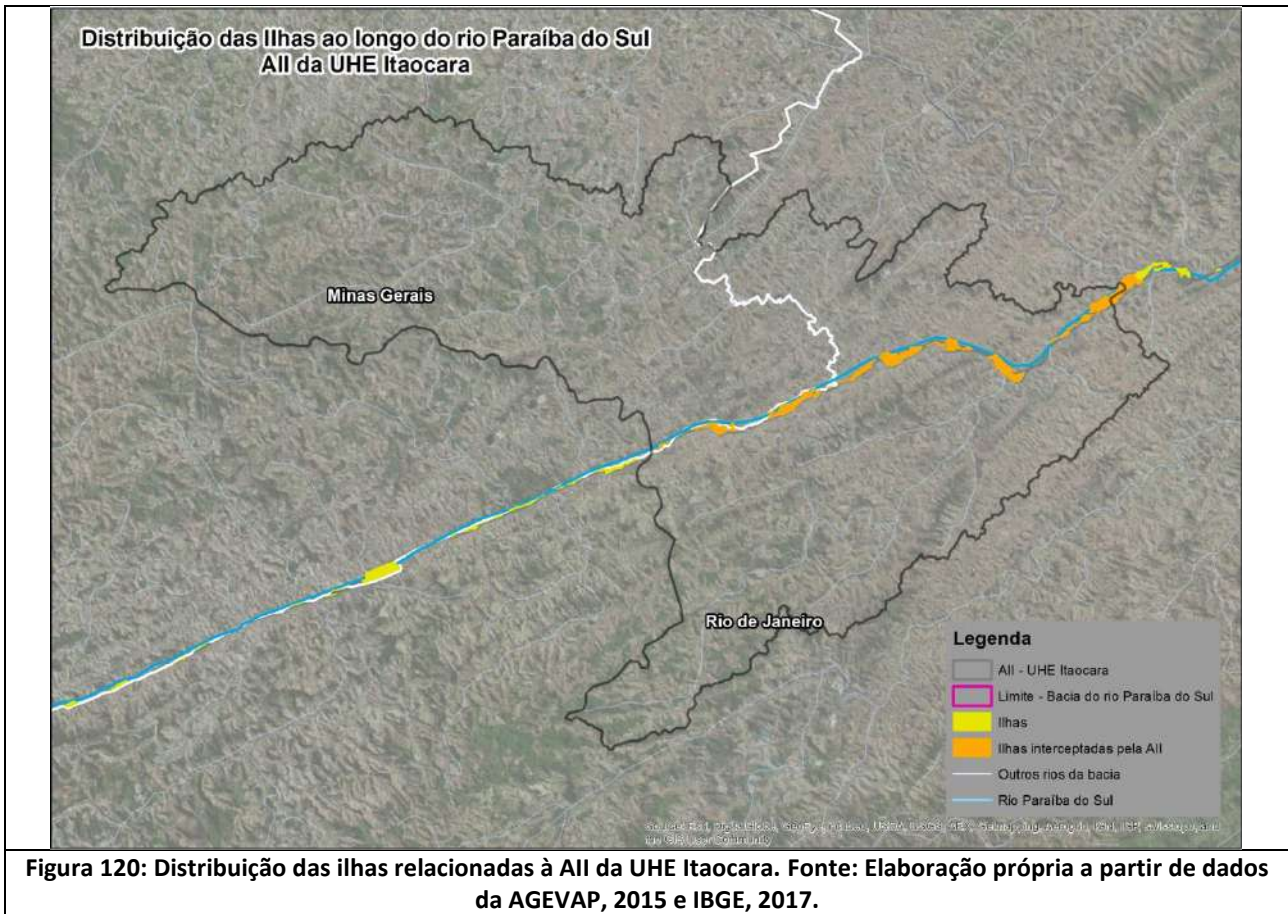 Distribuição das Ilhas ao longo do rio Paraíba do Sul
AII da UHE Itaocara
Minas Gerais
Rio de Janeiro
Legenda
AII - UHE Itaocara
Limite - Bacia do rio Paraíba do Sul
Ilhas
Ilhas interceptadas pela AII
Outros rios da bacia
Rio Paraíba do Sul
User Community
Figura 120: Distribuição das ilhas relacionadas à AII da UHE Itaocara. Fonte: Elaboração própria a partir de dados
da AGEVAP, 2015 e IBGE, 2017.